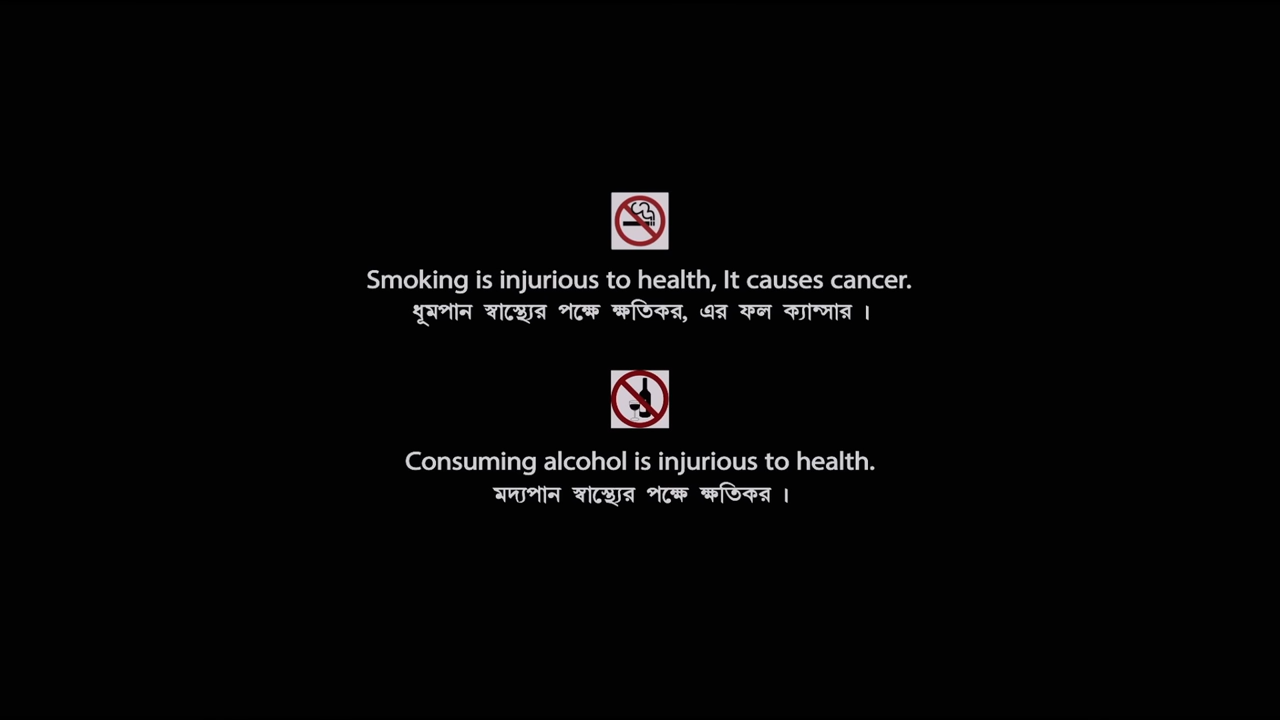 Smoking is injurious to health, It causes cancer.
ধূমপান স্বাস্থ্যের পক্ষে ক্ষতিকর, এর ফল ক্যান্সার ।
Consuming alcohol is injurious to health.
মদ্যপান স্বাস্থ্যের পক্ষে ক্ষতিকর ।